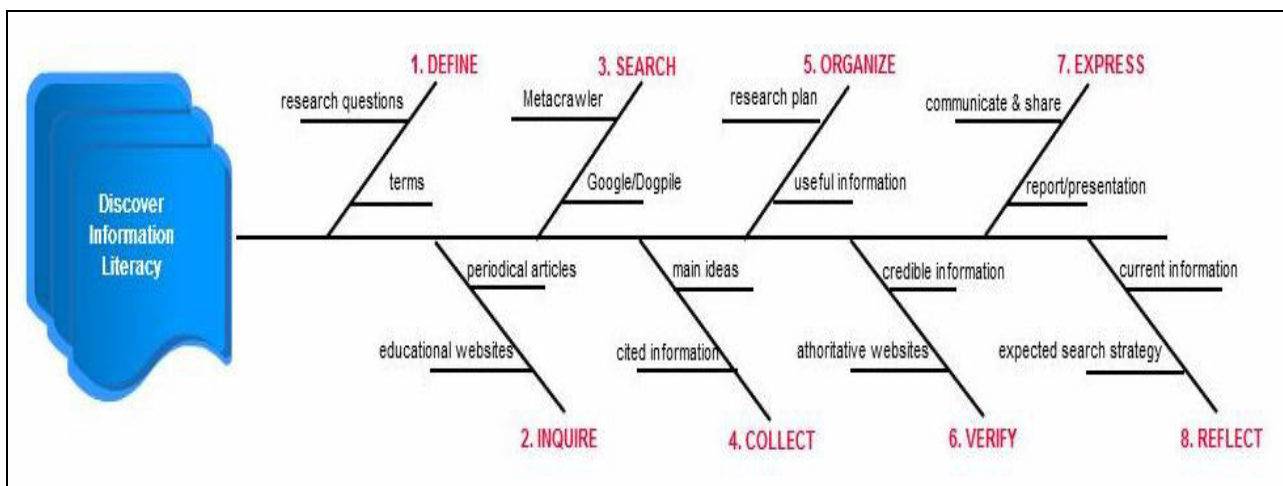 1. DEFINE
research questions
terms
3. SEARCH
Metacrawler
Google/Dogpile
5. ORGANIZE
research plan
useful information
7. EXPRESS
communicate & share
report/presentation
Discover
Information
Literacy
periodical articles
educational websites
2. INQUIRE
main ideas
cited information
4. COLLECT
credible information
athoritative websites
6. VERIFY
current information
expected search strategy
8. REFLECT